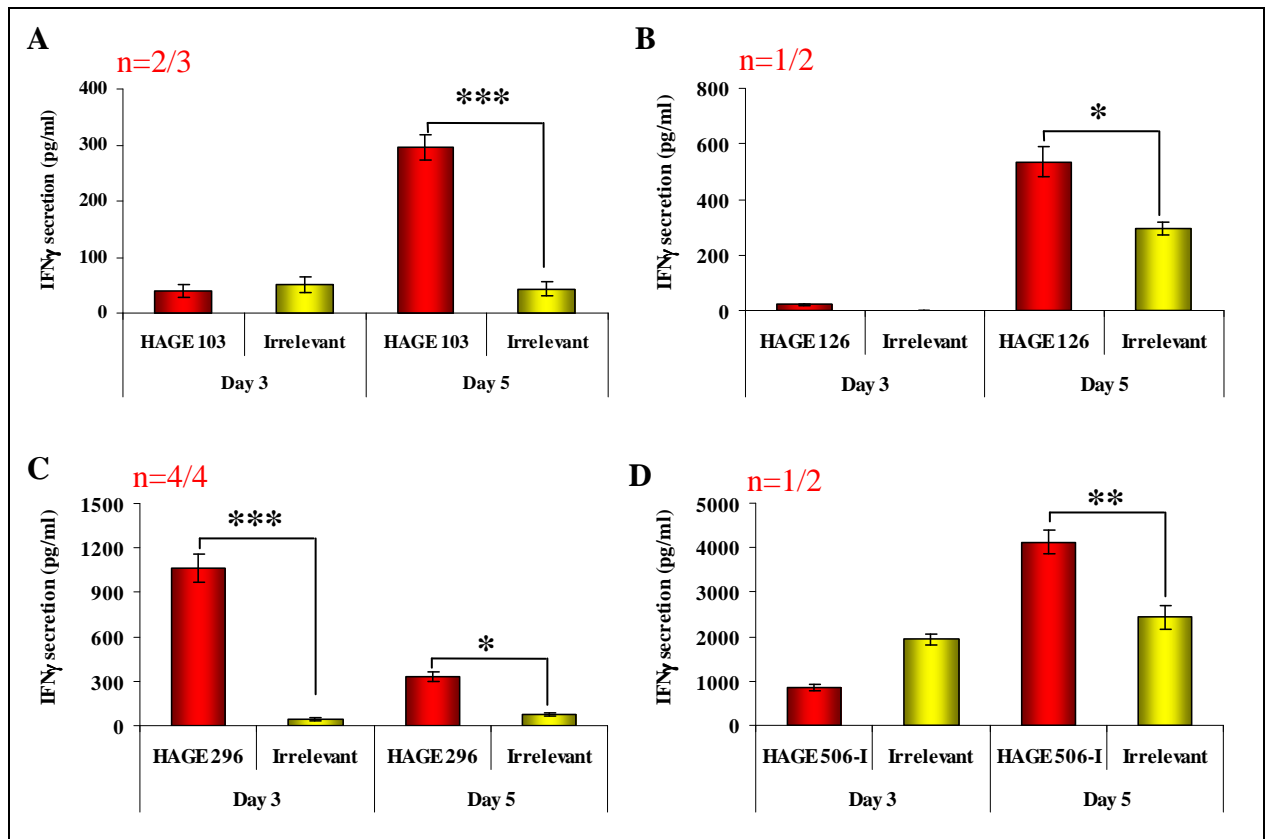 A
n=2/3
IFNγ secretion (pg/ml)
400
300
200
100
0
***
HAGE 103 Irrelevant HAGE 103 Irrelevant
Day 3 Day 5
B
n=1/2
IFNγ secretion (pg/ml)
800
600
400
200
0
*
HAGE 126 Irrelevant HAGE 126 Irrelevant
Day 3 Day 5
C
n=4/4
IFNγ secretion (pg/ml)
1500
1200
900
600
300
0
***
*
HAGE 296 Irrelevant HAGE 296 Irrelevant
Day 3 Day 5
D
n=1/2
IFNγ secretion (pg/ml)
5000
4000
3000
2000
1000
0
**
HAGE 506-I Irrelevant HAGE 506-I Irrelevant
Day 3 Day 5